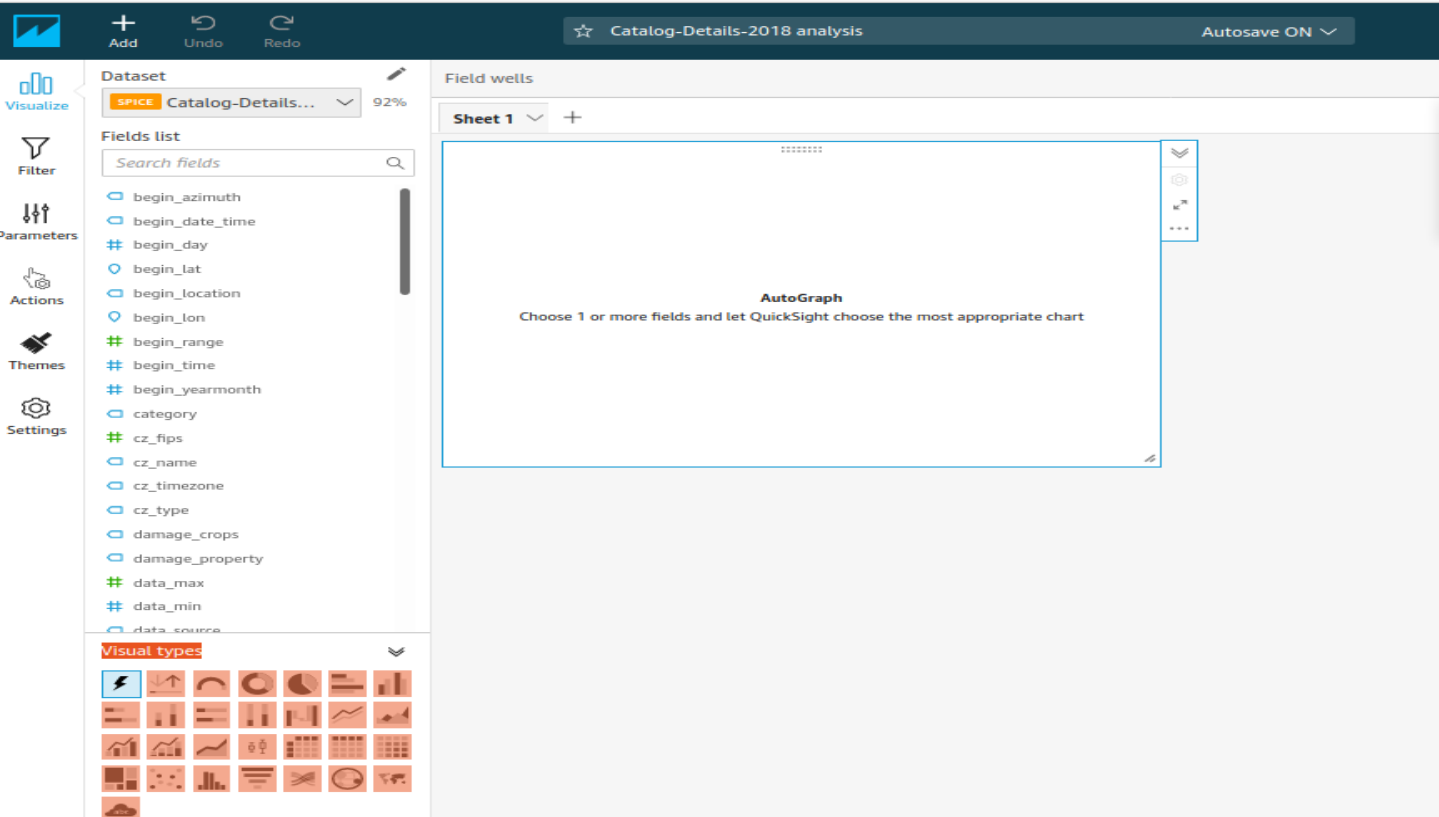 Add
Undo
Redo
Catalog-Details-2018 analysis
Autosave ON
Visualize
Filter
Parameters
Actions
Themes
Settings
Dataset
SPICE Catalog-Details... 92%
Fields list
Search fields
begin_azimuth
begin_date_time
begin_day
begin_lat
begin_location
begin_lon
begin_range
begin_time
begin_yearmonth
category
cz_fips
cz_name
cz_timezone
cz_type
damage_crops
damage_property
data_max
data_min
data_source
Visual types
Field wells
Sheet 1
AutoGraph
Choose 1 or more fields and let QuickSight choose the most appropriate chart